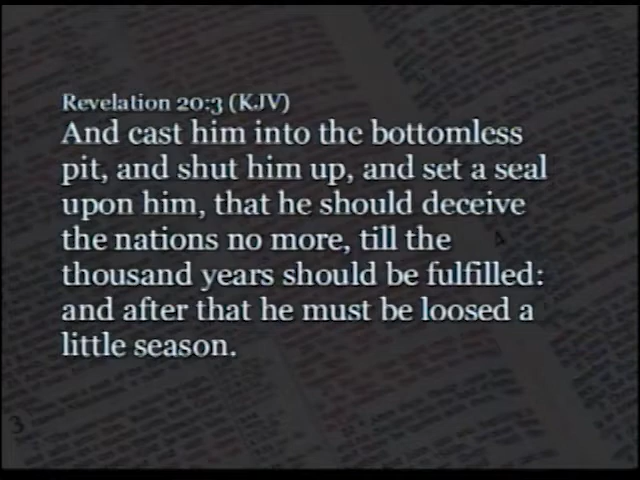 Revelation 20:3 (KJV)
And cast him into the bottomless
pit, and shut him up, and set a seal
upon him, that he should deceive
the nations no more, till the
thousand years should be fulfilled:
and after that he must be loosed a
little season.
3